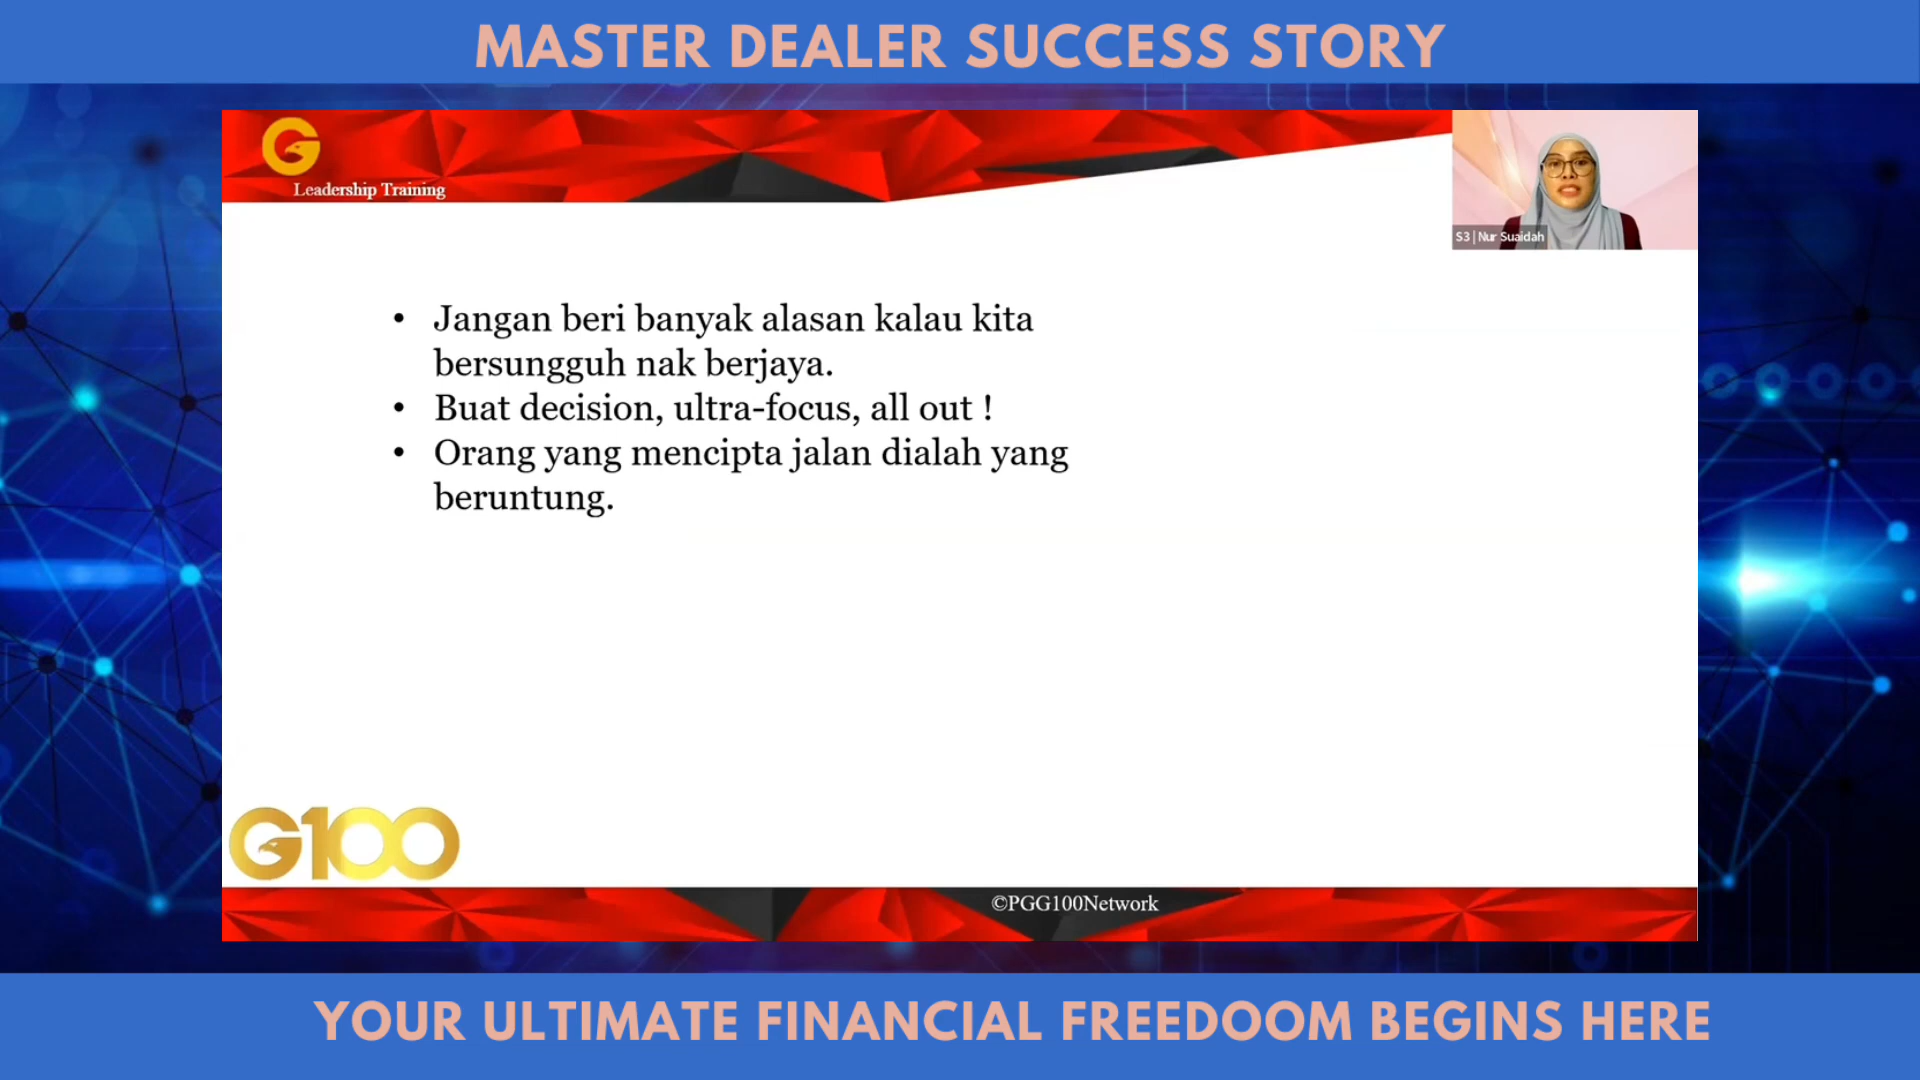 MASTER DEALER SUCCESS STORY
Leadership Training
S3 | Nur Suaidah
• Jangan beri banyak alasan kalau kita
bersungguh nak berjaya.
• Buat decision, ultra-focus, all out !
• Orang yang mencipta jalan dialah yang
beruntung.
G100
©PGG100Network
YOUR ULTIMATE FINANCIAL FREEDOOM BEGINS HERE